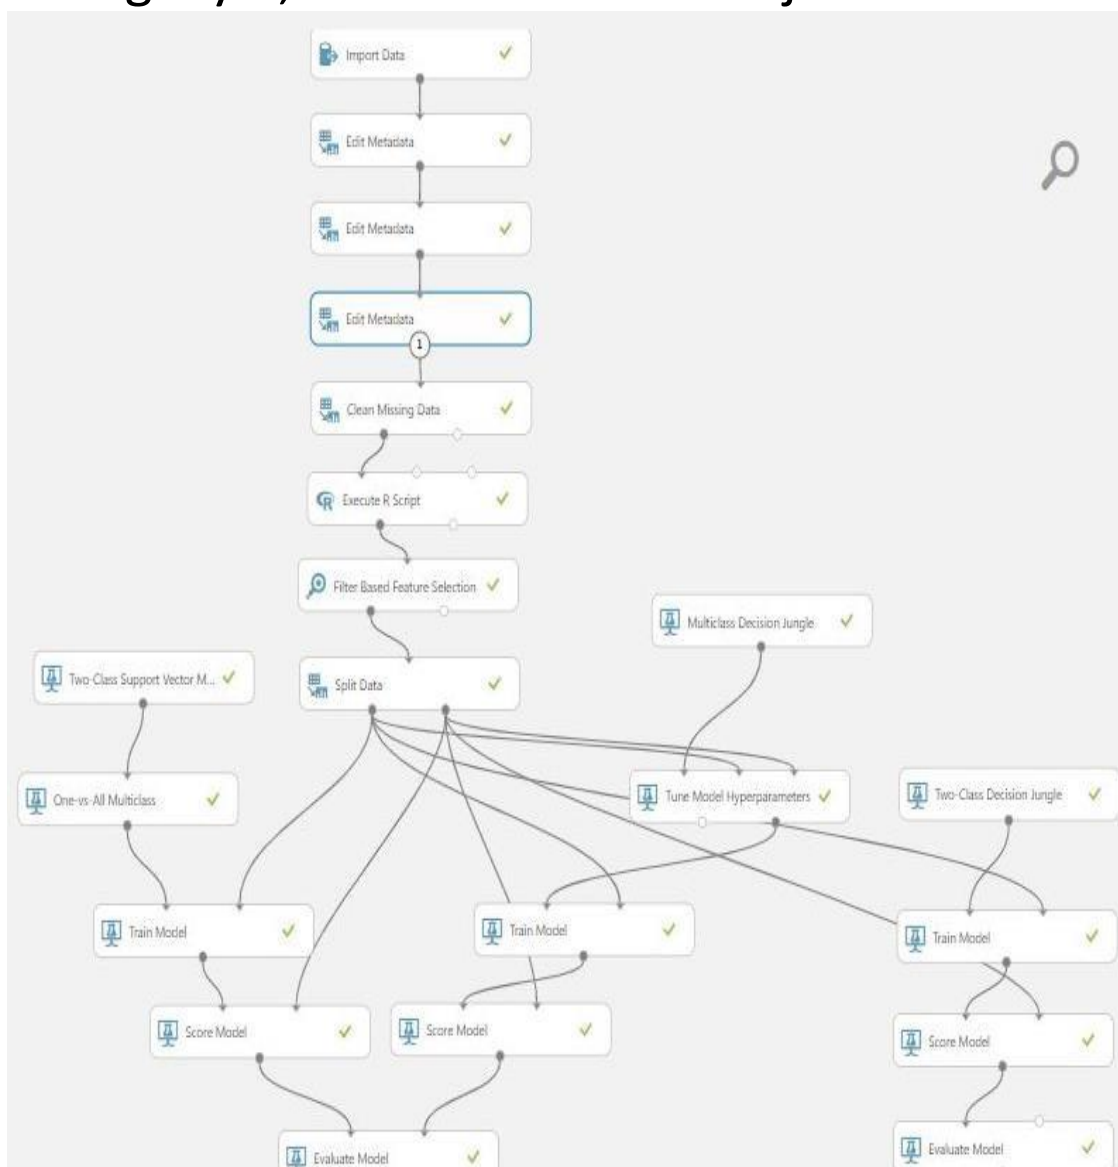 Import Data
Edit Metadata
Edit Metadata
Edit Metadata
1
Clean Missing Data
Execute R Script
Filter Based Feature Selection
Multiclass Decision Jungle
Two-Class Support Vector M...
Split Data
One-vs-All Multiclass
Tune Model Hyperparameters
Two-Class Decision Jungle
Train Model
Train Model
Train Model
Score Model
Score Model
Score Model
Evaluate Model
Evaluate Model